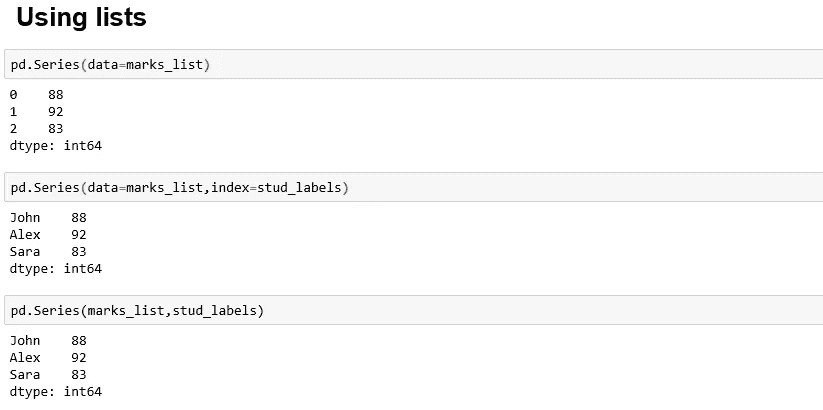 Using lists
pd.Series(data=marks_list)
0    88
1    92
2    83
dtype: int64
pd.Series(data=marks_list,index=stud_labels)
John    88
Alex    92
Sara    83
dtype: int64
pd.Series(marks_list,stud_labels)
John    88
Alex    92
Sara    83
dtype: int64